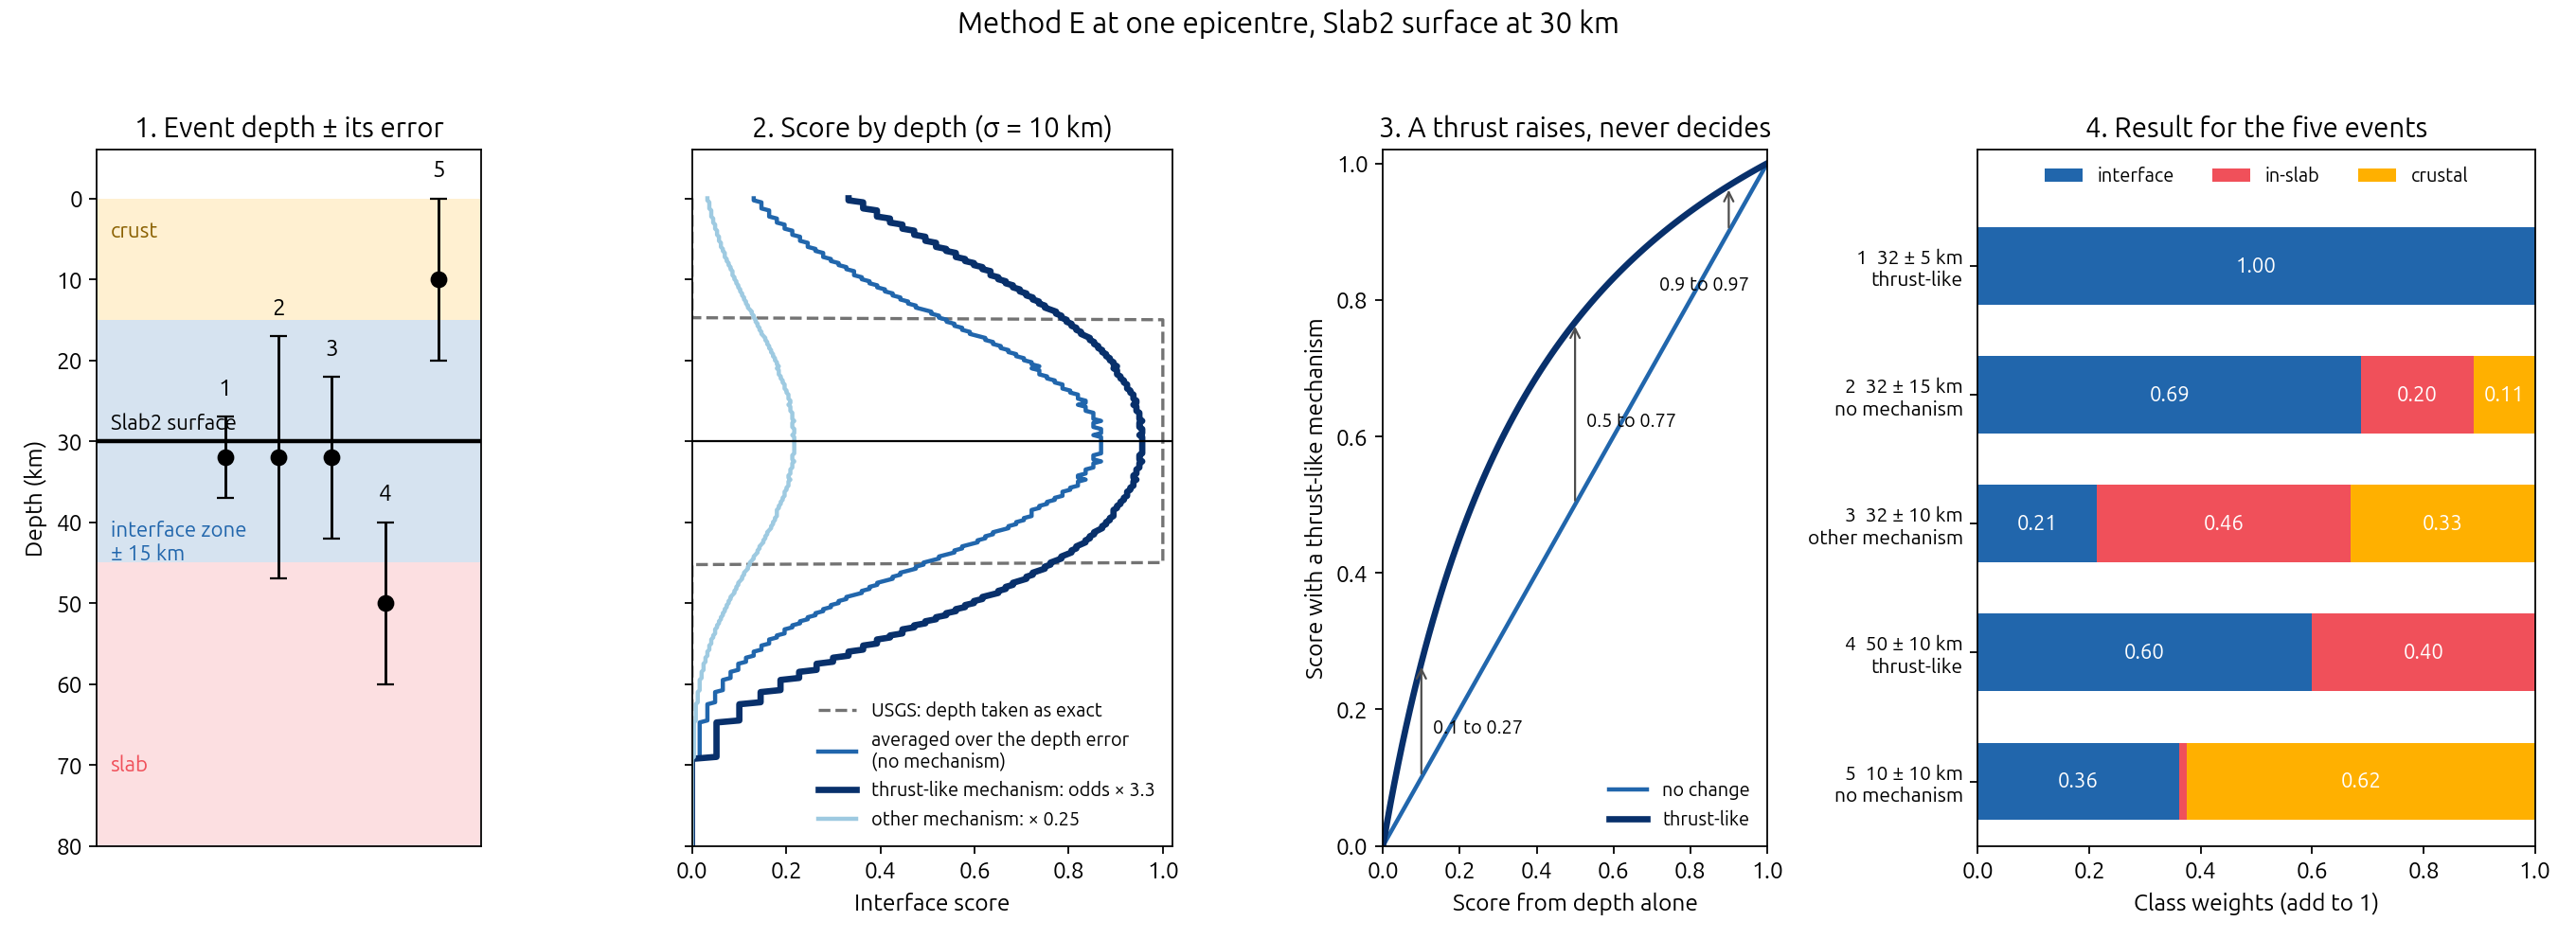 Method E at one epicentre, Slab2 surface at 30 km
1. Event depth ± its error
Depth (km)
0
10
20
30
40
50
60
70
80
crust
Slab2 surface
interface zone
± 15 km
slab
1
2
3
4
5
2. Score by depth (σ = 10 km)
USGS: depth taken as exact
averaged over the depth error
(no mechanism)
thrust-like mechanism: odds × 3.3
other mechanism: × 0.25
0.0
0.2
0.4
0.6
0.8
1.0
Interface score
3. A thrust raises, never decides
Score with a thrust-like mechanism
1.0
0.8
0.6
0.4
0.2
0.0
0.9 to 0.97
0.5 to 0.77
0.1 to 0.27
no change
thrust-like
0.0
0.2
0.4
0.6
0.8
1.0
Score from depth alone
4. Result for the five events
interface
in-slab
crustal
1 32 ± 5 km
thrust-like
1.00
2 32 ± 15 km
no mechanism
0.69
0.20
0.11
3 32 ± 10 km
other mechanism
0.21
0.46
0.33
4 50 ± 10 km
thrust-like
0.60
0.40
5 10 ± 10 km
no mechanism
0.36
0.62
0.0
0.2
0.4
0.6
0.8
1.0
Class weights (add to 1)